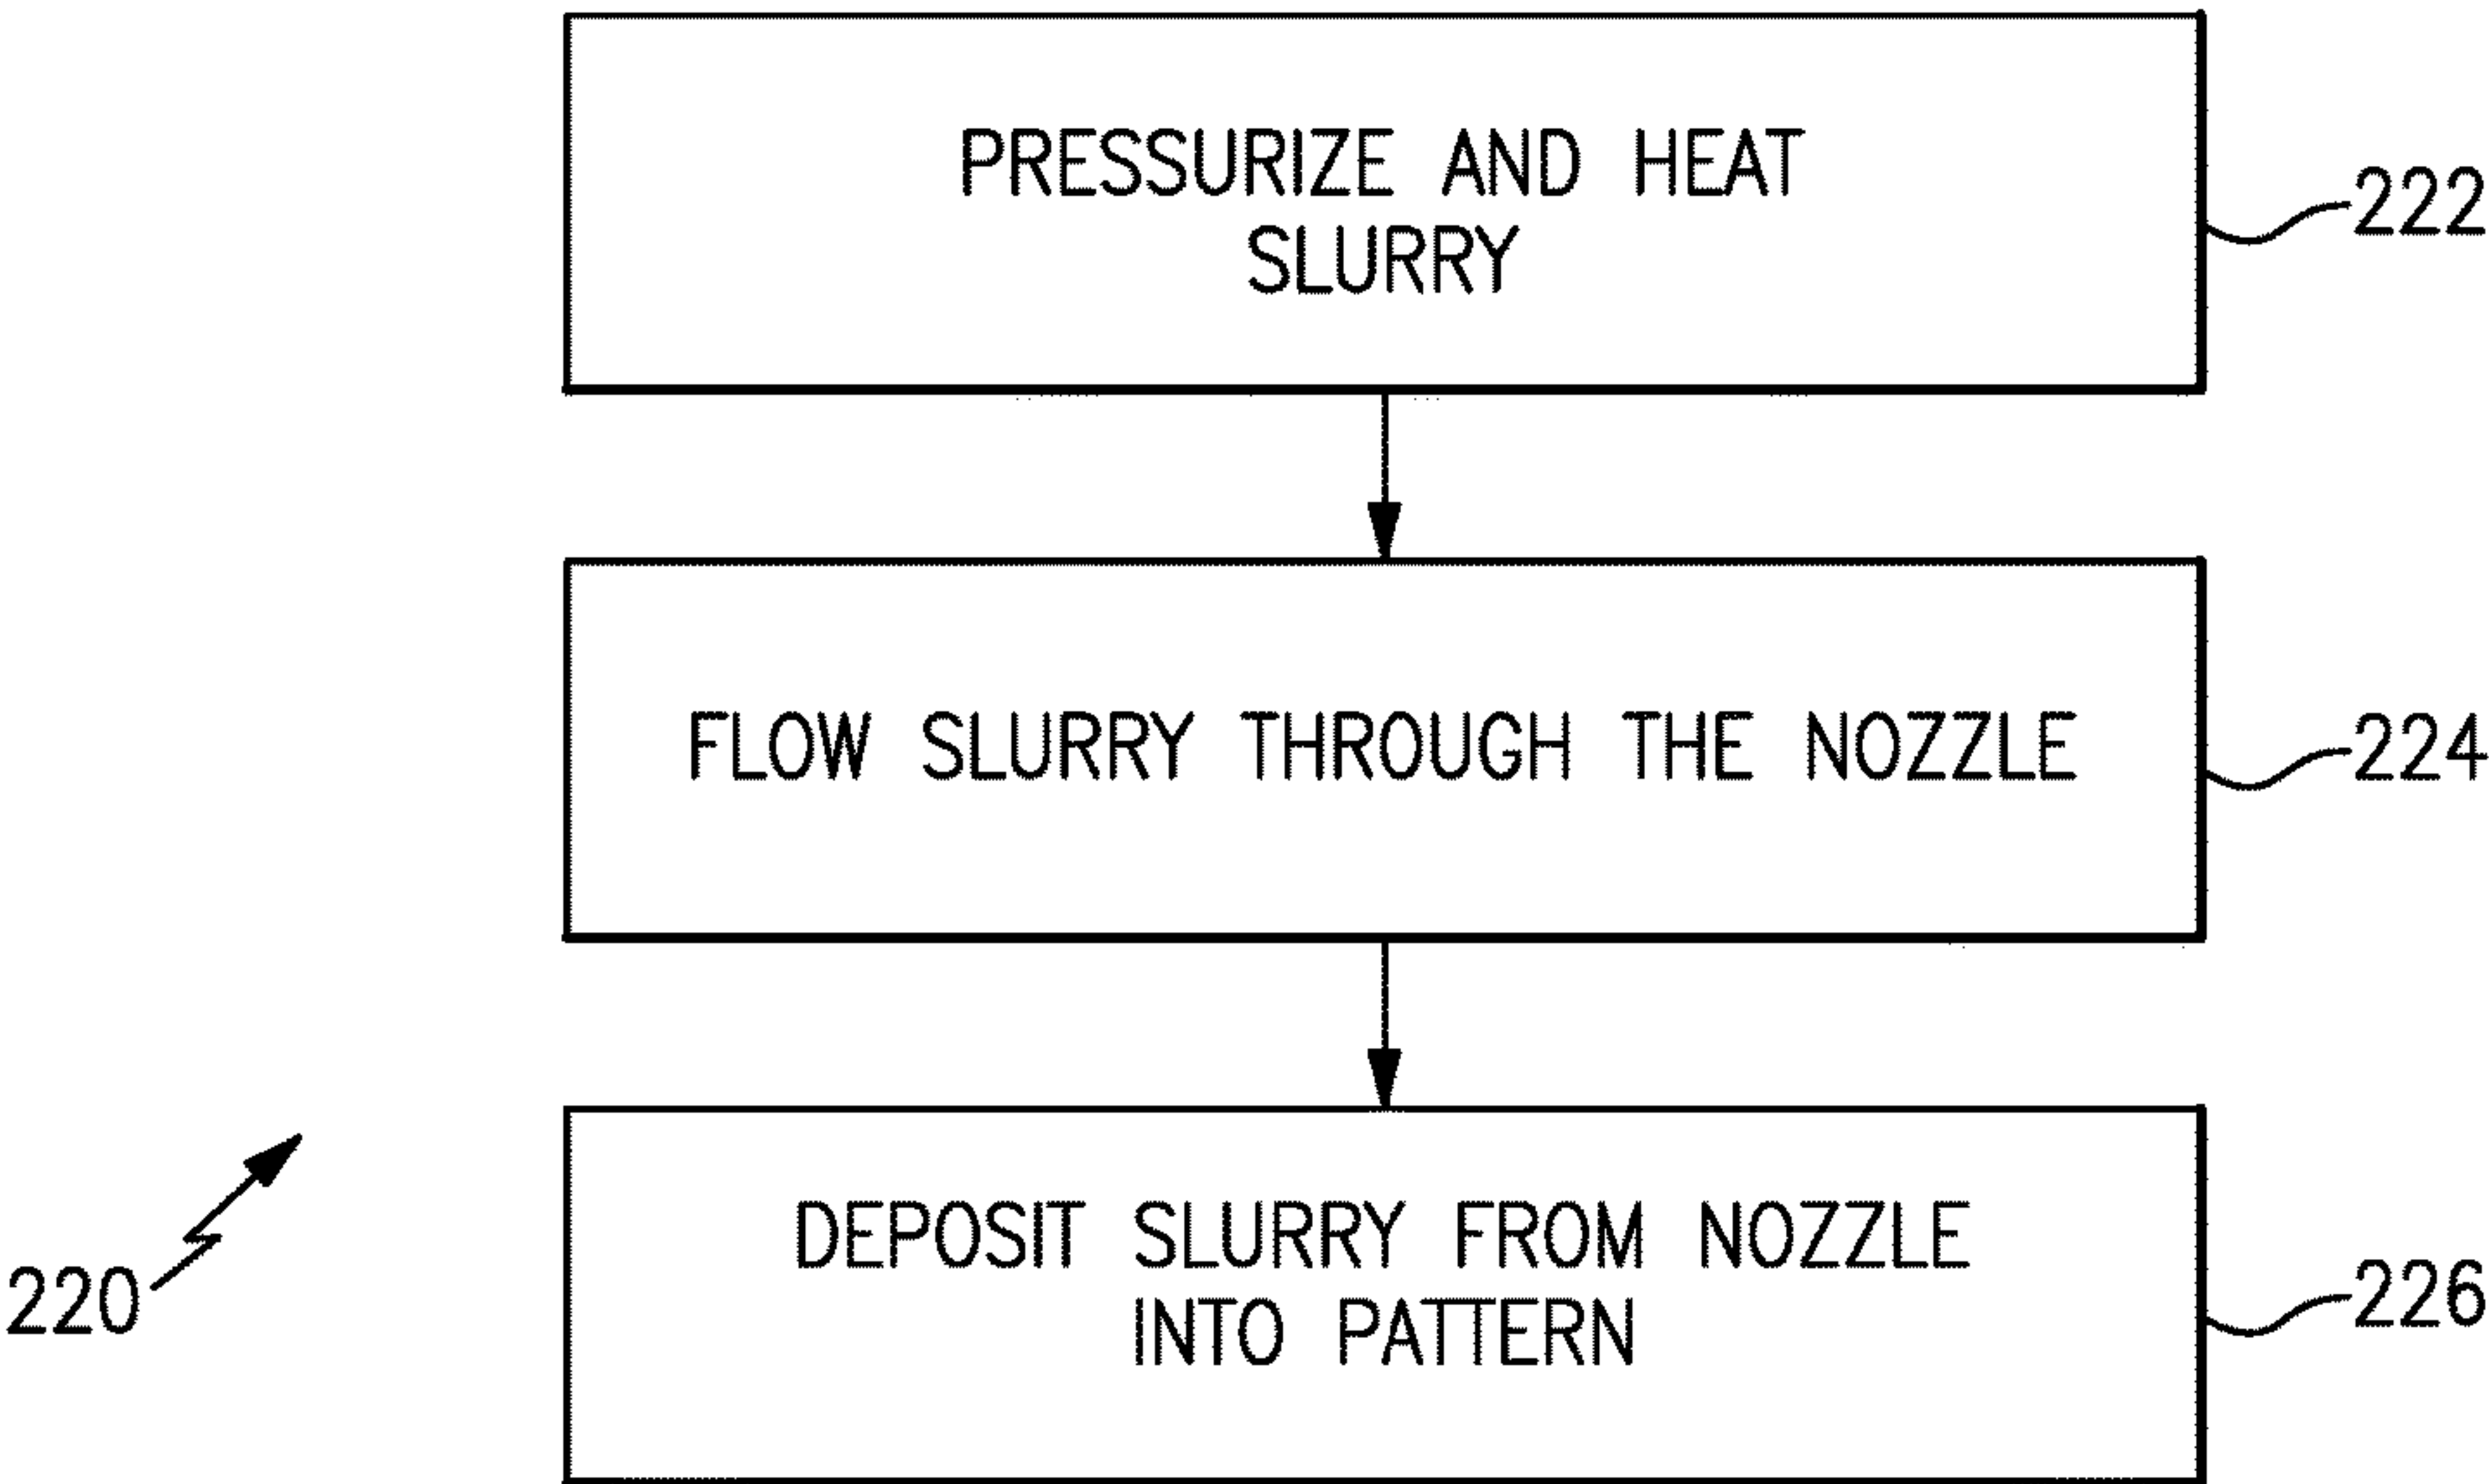 PRESSURIZE AND HEAT
SLURRY
222
FLOW SLURRY THROUGH THE NOZZLE
224
DEPOSIT SLURRY FROM NOZZLE
INTO PATTERN
226
220